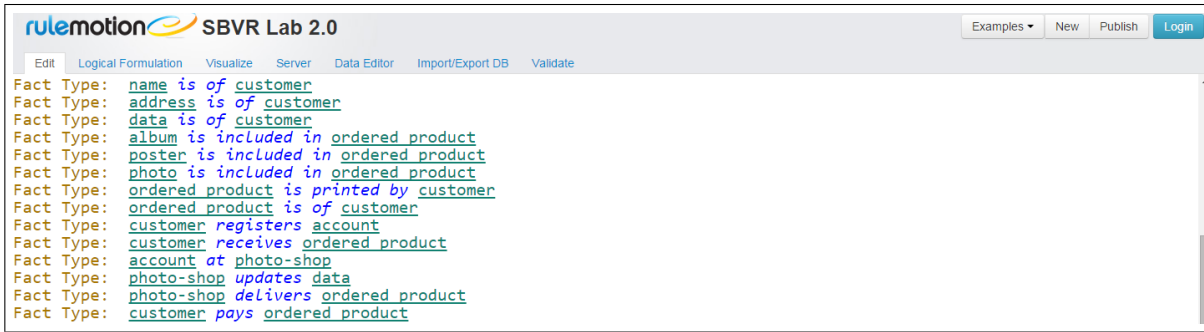 rulemotion SBVR Lab 2.0 Examples New Publish Login
Edit Logical Formulation Visualize Server Data Editor Import/Export DB Validate
Fact Type: name is of customer
Fact Type: address is of customer
Fact Type: data is of customer
Fact Type: album is included in ordered product
Fact Type: poster is included in ordered product
Fact Type: photo is included in ordered product
Fact Type: ordered product is printed by customer
Fact Type: ordered product is of customer
Fact Type: customer registers account
Fact Type: customer receives ordered product
Fact Type: account at photo-shop
Fact Type: photo-shop updates data
Fact Type: photo-shop delivers ordered product
Fact Type: customer pays ordered product